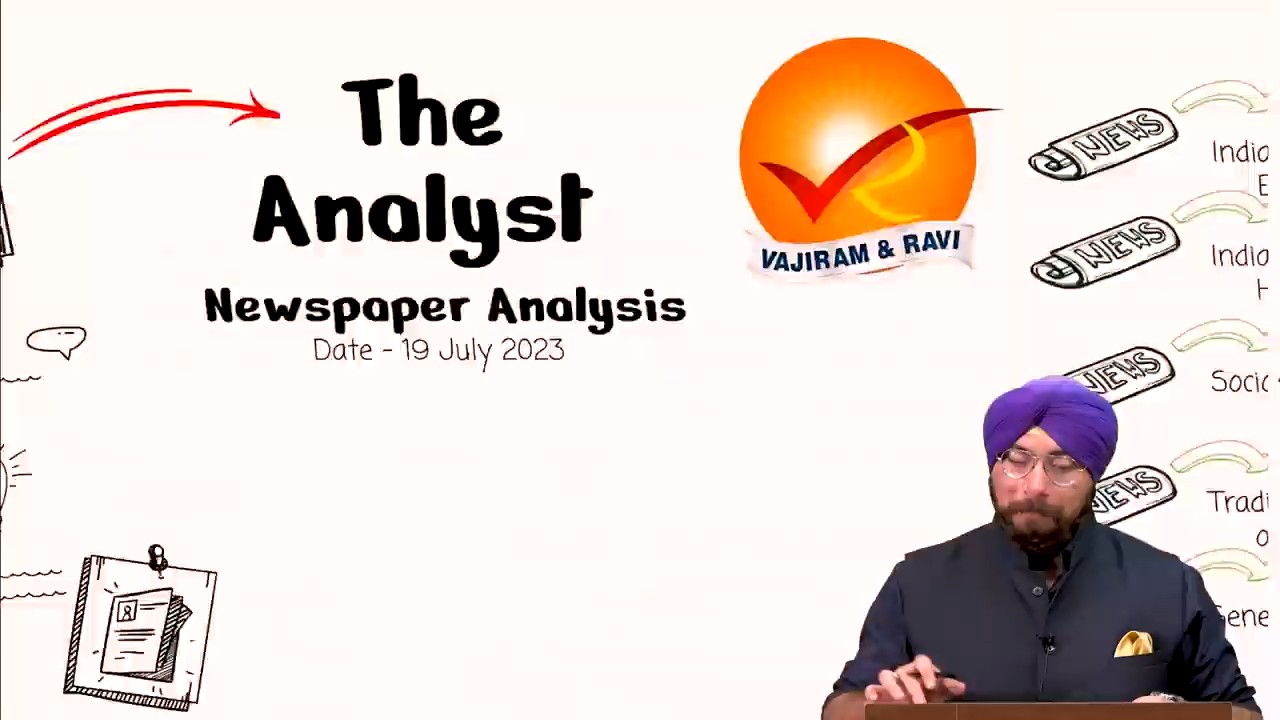 The
Analyst
Newspaper Analysis
Date - 19 July 2023
VAJIRAM & RAVI
NEWS
NEWS
NEWS
NEWS